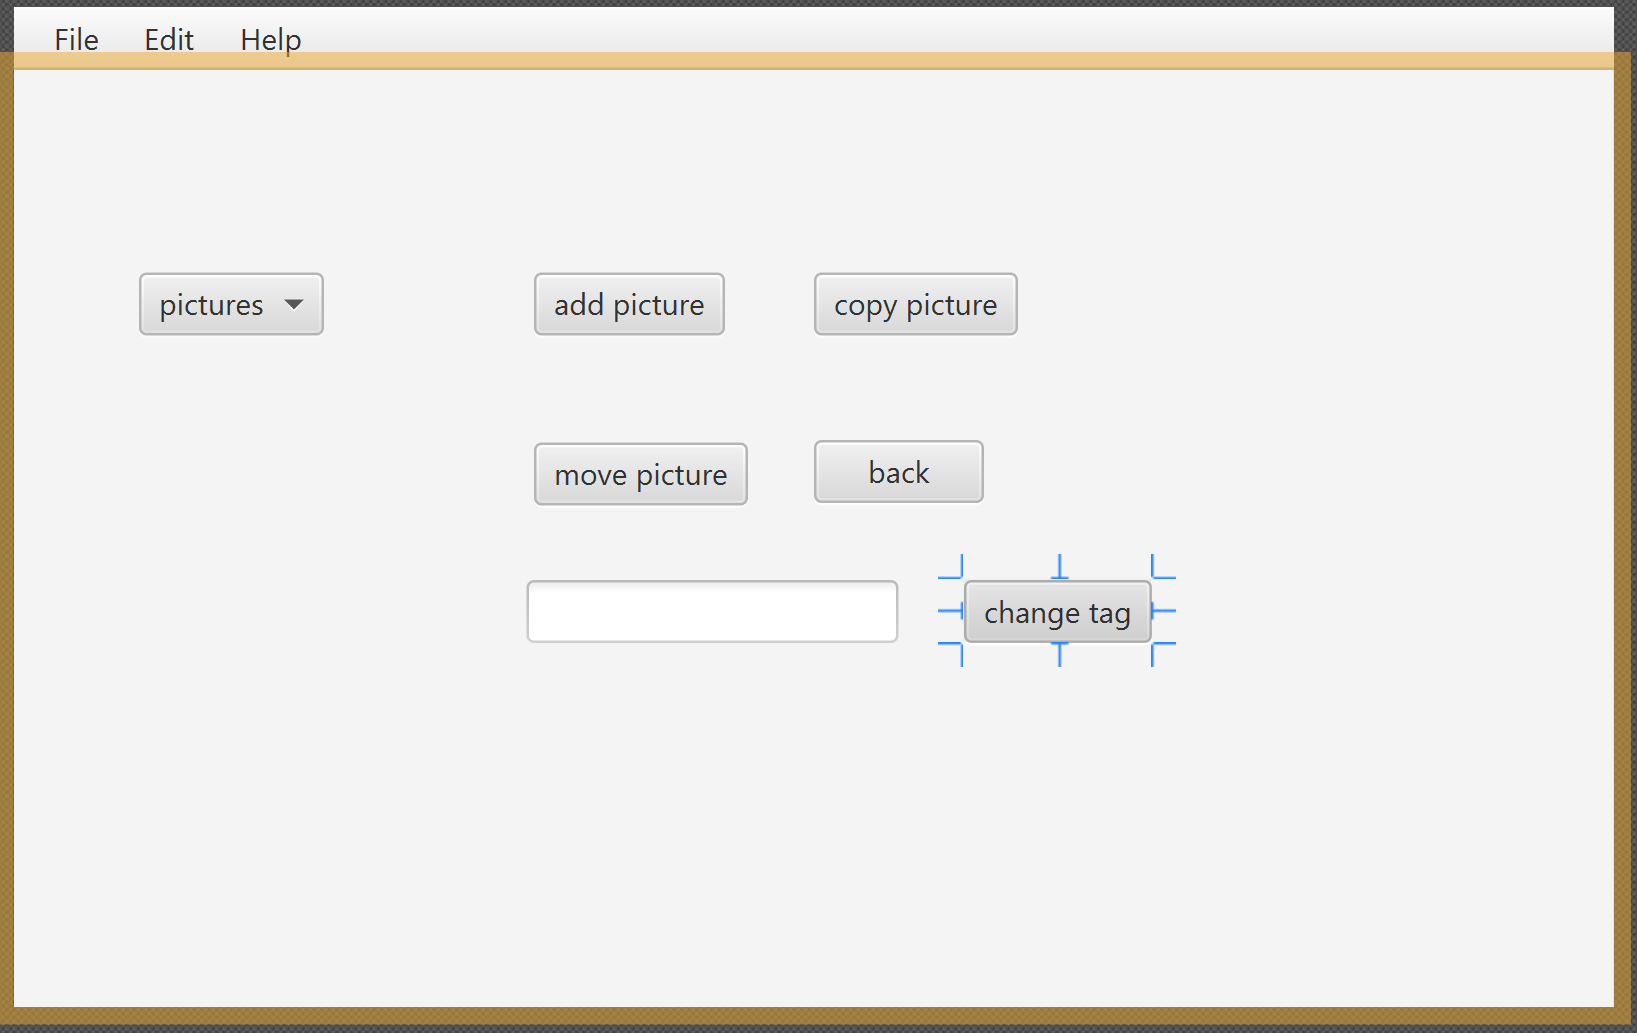 File Edit Help
pictures add picture copy picture
move picture back
change tag